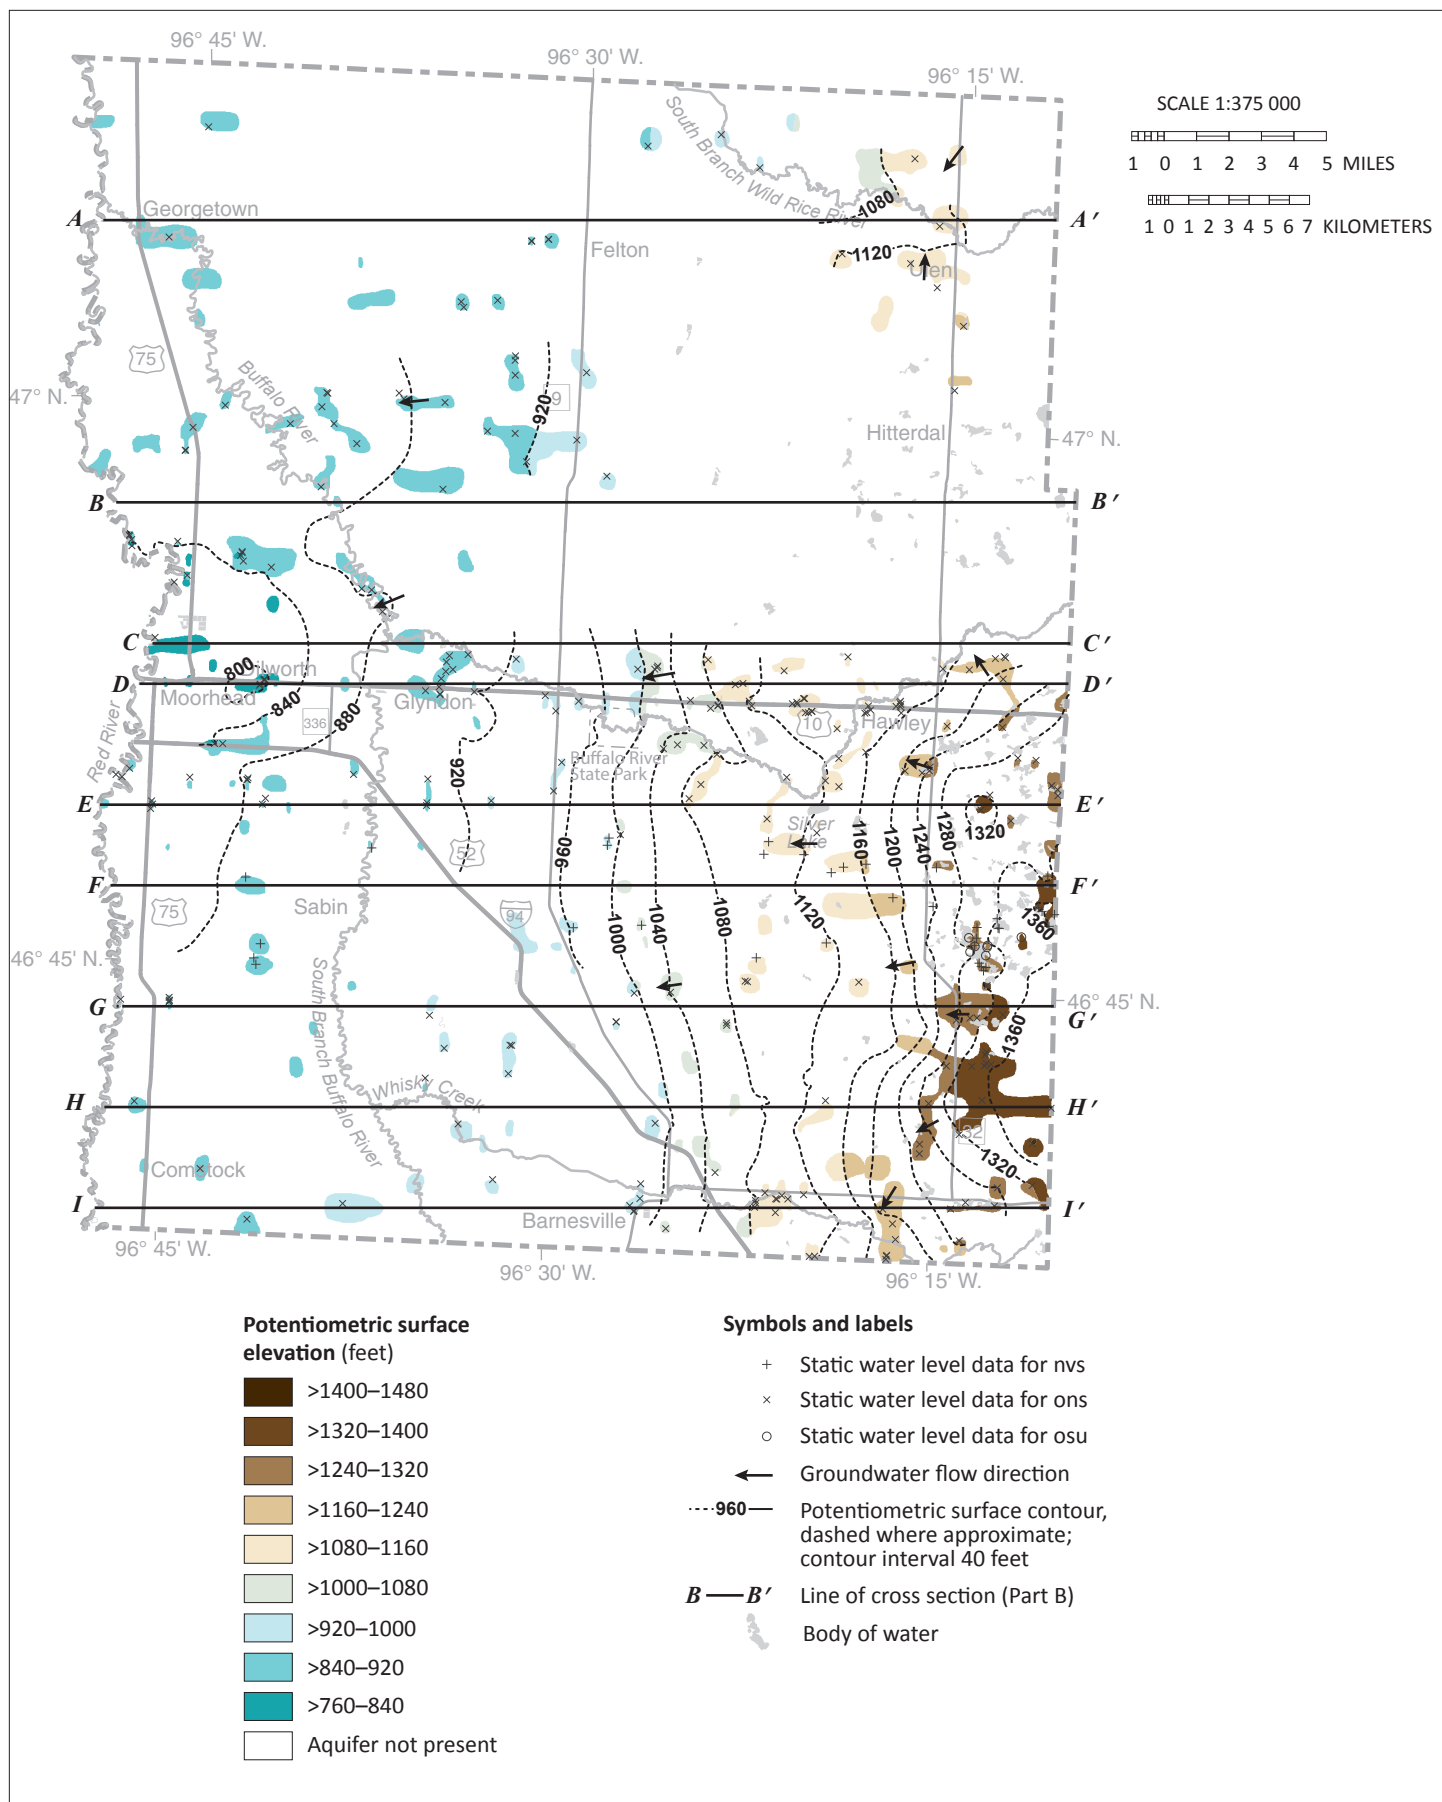 96° 45' W.
96° 30' W.
96° 15' W.
SCALE 1:375 000
1 0 1 2 3 4 5 MILES
1 0 1 2 3 4 5 6 7 KILOMETERS
South Branch Wild Rice River
1080
A
Georgetown
A'
Felton
1120
Ulen
75
Buffalo River
47° N.
9
920
Hitterdal
47° N.
B
B'
C
C'
800
Dilworth
D
D'
Moorhead
840
880
336
Glyndon
10
Hawley
Red River
920
Buffalo River
State Park
E
E'
Silver
Lake
1320
960
52
1160
1200
1240
1280
F
F'
75
Sabin
94
1000
1040
1080
1120
1360
46° 45' N.
South Branch Buffalo River
G
G'
46° 45' N.
1360
Whisky Creek
H
H'
32
Comstock
1320
I
I'
Barnesville
96° 45' W.
96° 30' W.
96° 15' W.
Potentiometric surface
elevation (feet)
>1400–1480
>1320–1400
>1240–1320
>1160–1240
>1080–1160
>1000–1080
>920–1000
>840–920
>760–840
Aquifer not present
Symbols and labels
Static water level data for nvs
Static water level data for ons
Static water level data for osu
Groundwater flow direction
960 Potentiometric surface contour,
dashed where approximate;
contour interval 40 feet
B B' Line of cross section (Part B)
Body of water